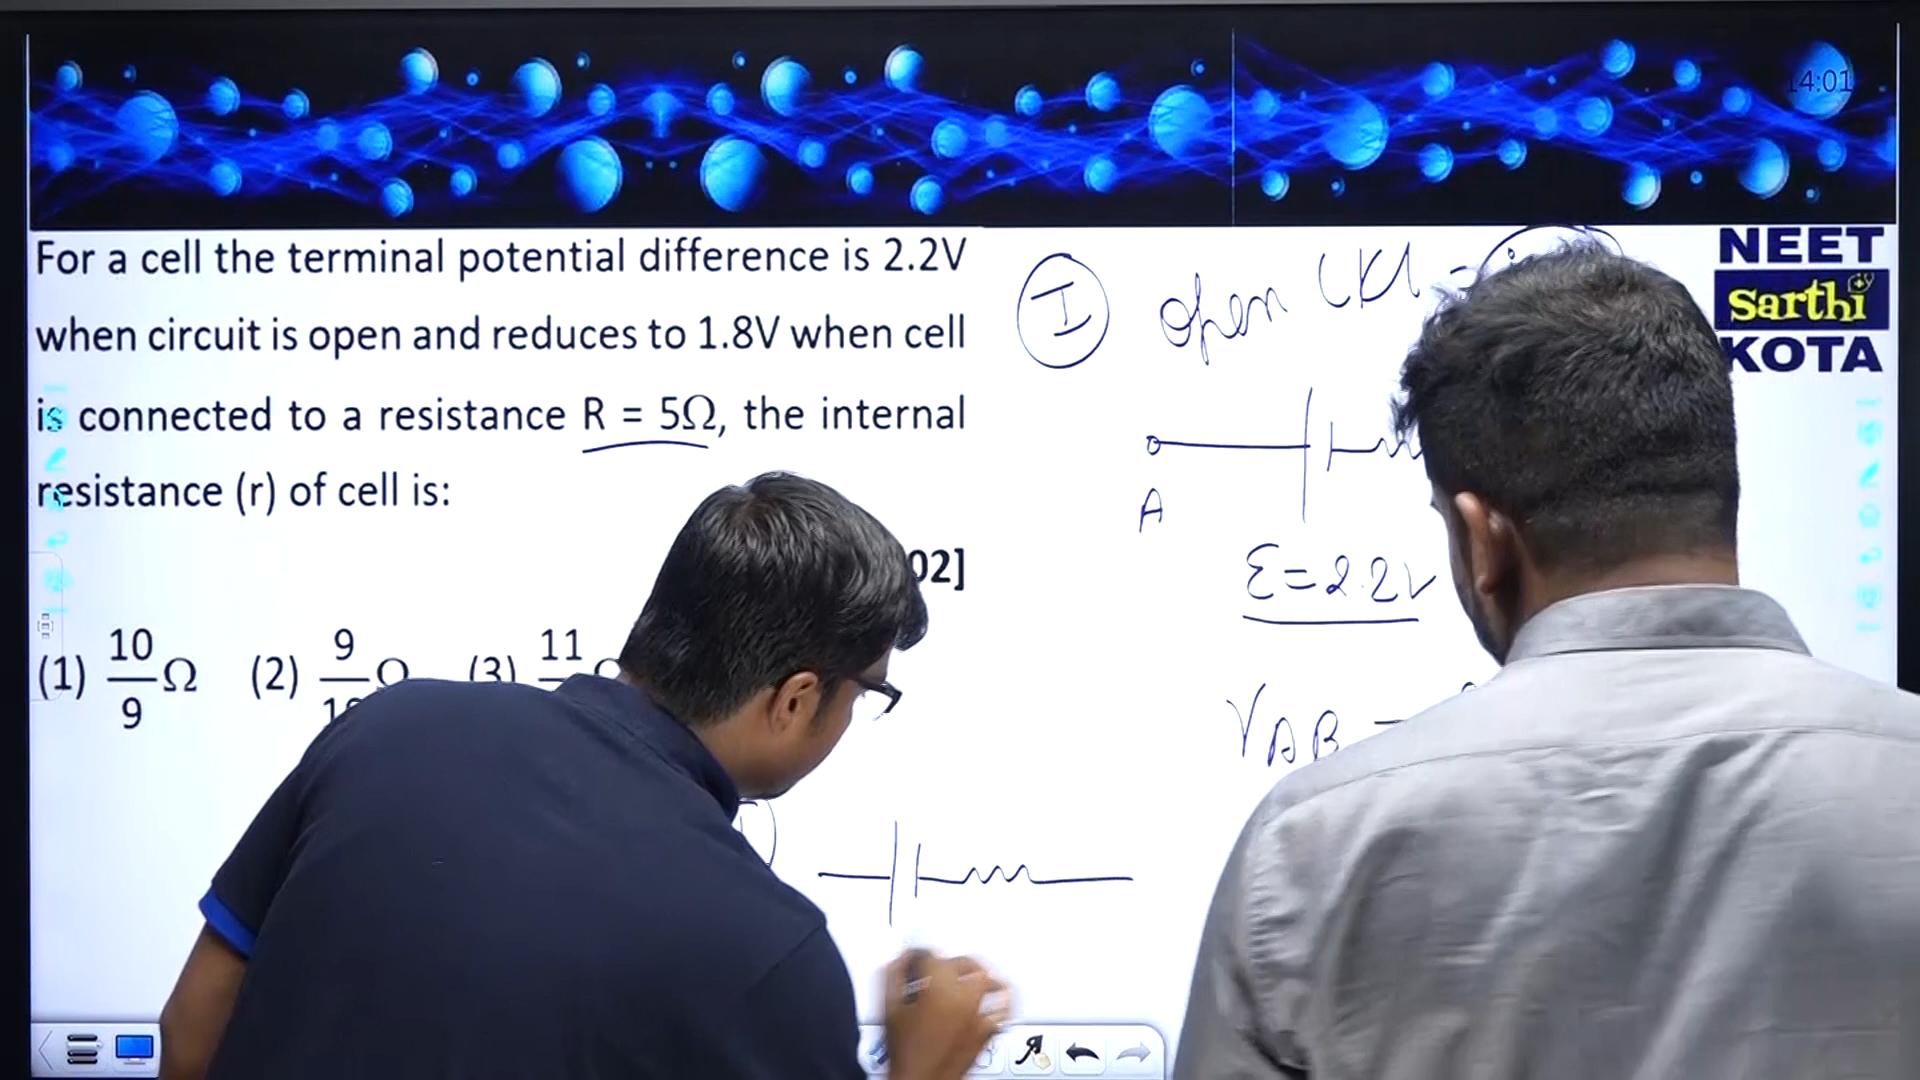 14:01
For a cell the terminal potential difference is 2.2V
when circuit is open and reduces to 1.8V when cell
is connected to a resistance R = 5Ω, the internal
resistance (r) of cell is:
02]
(1) 10/9 Ω (2) 9/1 Ω (3) 11
I open CKt
A
ε = 2.2V
VAB =
NEET
Sarthi
KOTA